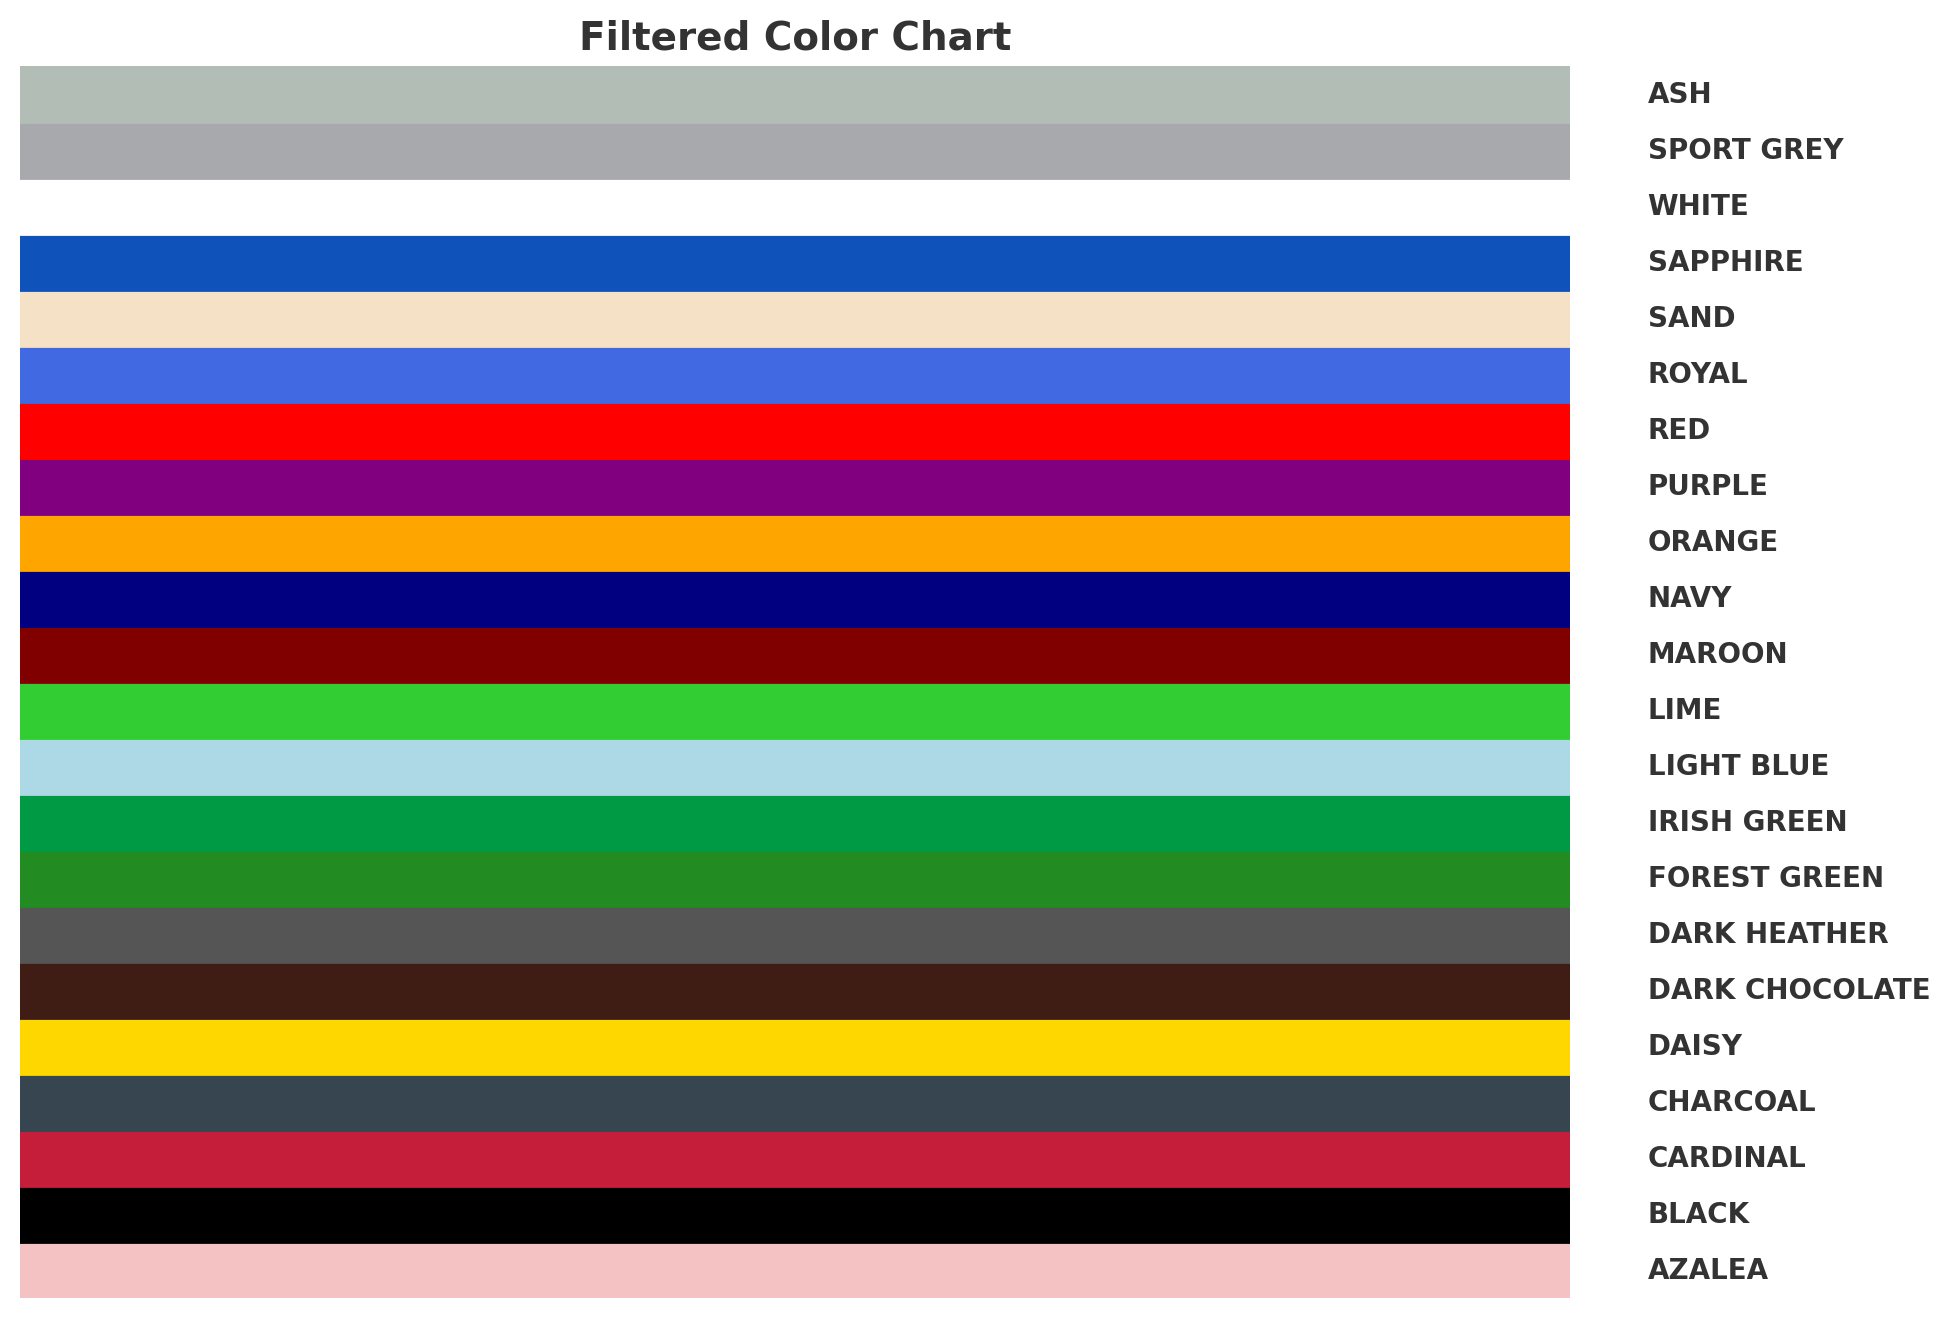 Filtered Color Chart
ASH
SPORT GREY
WHITE
SAPPHIRE
SAND
ROYAL
RED
PURPLE
ORANGE
NAVY
MAROON
LIME
LIGHT BLUE
IRISH GREEN
FOREST GREEN
DARK HEATHER
DARK CHOCOLATE
DAISY
CHARCOAL
CARDINAL
BLACK
AZALEA